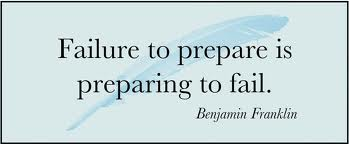 Failure to prepare is
preparing to fail.
Benjamin Franklin